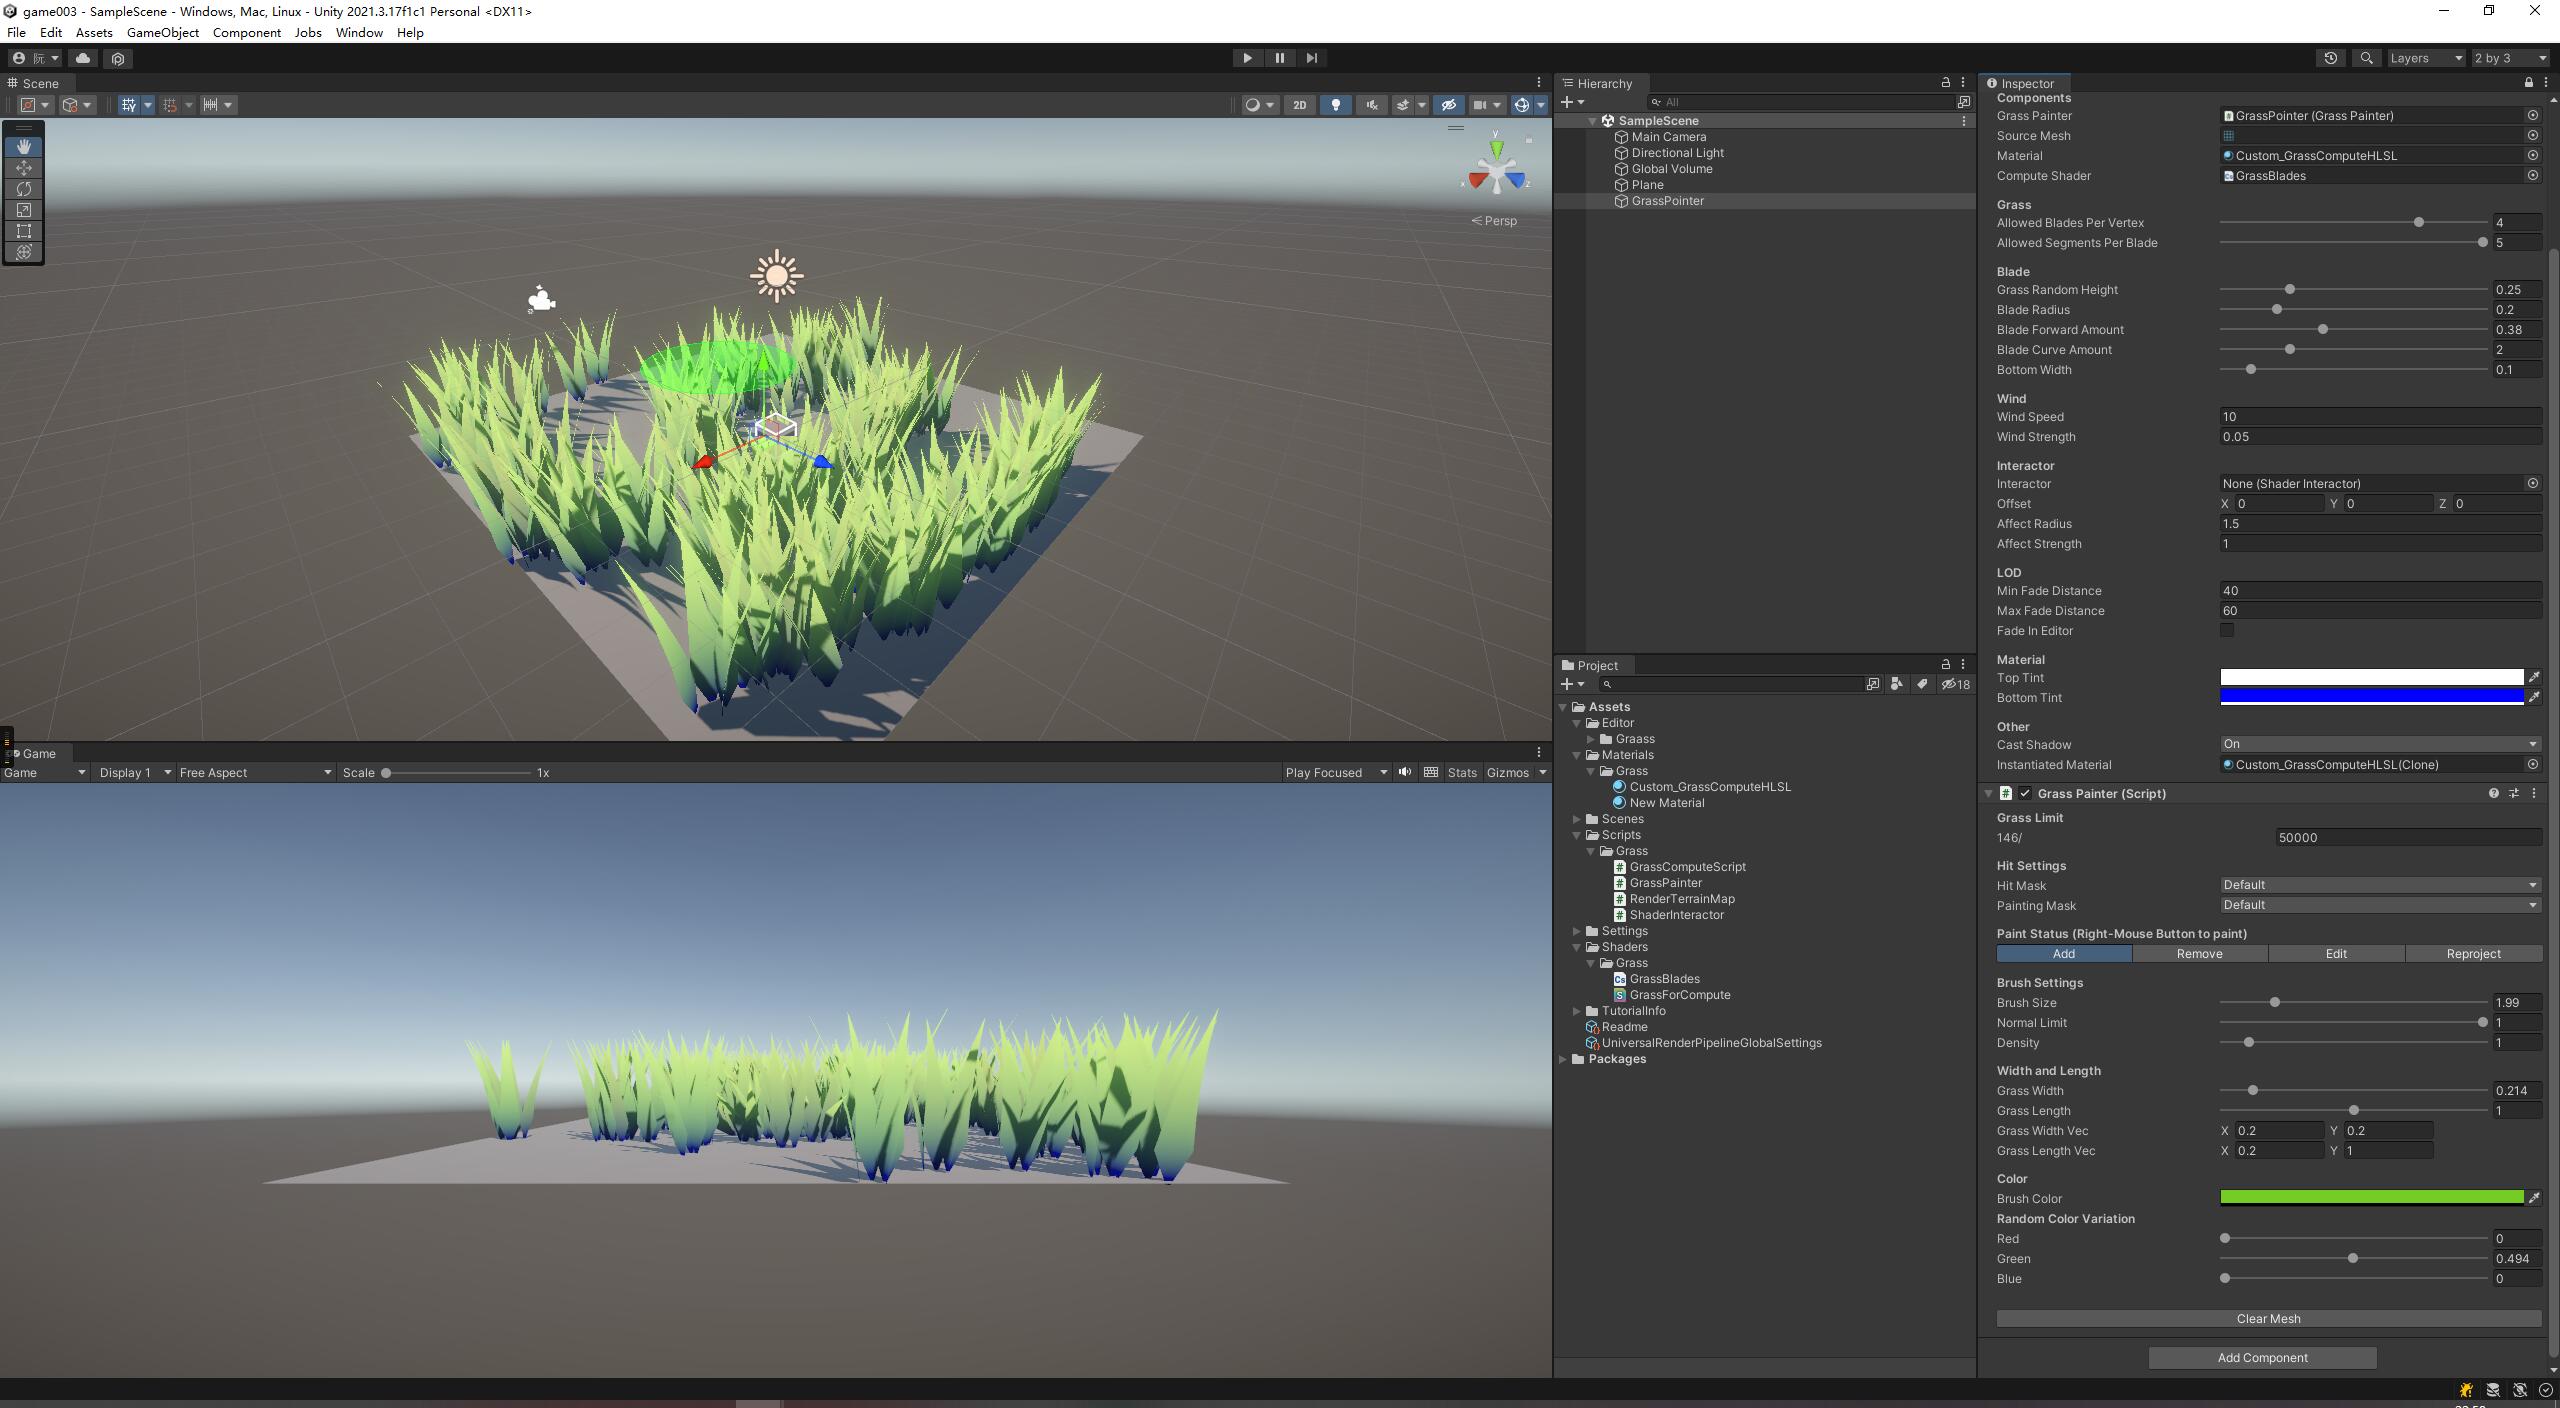 game003 - SampleScene - Windows, Mac, Linux - Unity 2021.3.17f1c1 Personal <DX11>
File Edit Assets GameObject Component Jobs Window Help
阮
Layers
2 by 3
Scene
2D
y
x
z
Persp
Game
Game
Display 1
Free Aspect
Scale
1x
Play Focused
Stats
Gizmos
Hierarchy
All
SampleScene
Main Camera
Directional Light
Global Volume
Plane
GrassPointer
Project
18
Assets
Editor
Graass
Materials
Grass
Custom_GrassComputeHLSL
New Material
Scenes
Scripts
Grass
GrassComputeScript
GrassPainter
RenderTerrainMap
ShaderInteractor
Settings
Shaders
Grass
GrassBlades
GrassForCompute
TutorialInfo
Readme
UniversalRenderPipelineGlobalSettings
Packages
Inspector
Components
Grass Painter GrassPointer (Grass Painter)
Source Mesh
Material Custom_GrassComputeHLSL
Compute Shader GrassBlades
Grass
Allowed Blades Per Vertex 4
Allowed Segments Per Blade 5
Blade
Grass Random Height 0.25
Blade Radius 0.2
Blade Forward Amount 0.38
Blade Curve Amount 2
Bottom Width 0.1
Wind
Wind Speed 10
Wind Strength 0.05
Interactor
Interactor None (Shader Interactor)
Offset X 0 Y 0 Z 0
Affect Radius 1.5
Affect Strength 1
LOD
Min Fade Distance 40
Max Fade Distance 60
Fade In Editor
Material
Top Tint
Bottom Tint
Other
Cast Shadow On
Instantiated Material Custom_GrassComputeHLSL(Clone)
Grass Painter (Script)
Grass Limit
146/ 50000
Hit Settings
Hit Mask Default
Painting Mask Default
Paint Status (Right-Mouse Button to paint)
Add Remove Edit Reproject
Brush Settings
Brush Size 1.99
Normal Limit 1
Density 1
Width and Length
Grass Width 0.214
Grass Length 1
Grass Width Vec X 0.2 Y 0.2
Grass Length Vec X 0.2 Y 1
Color
Brush Color
Random Color Variation
Red 0
Green 0.494
Blue 0
Clear Mesh
Add Component